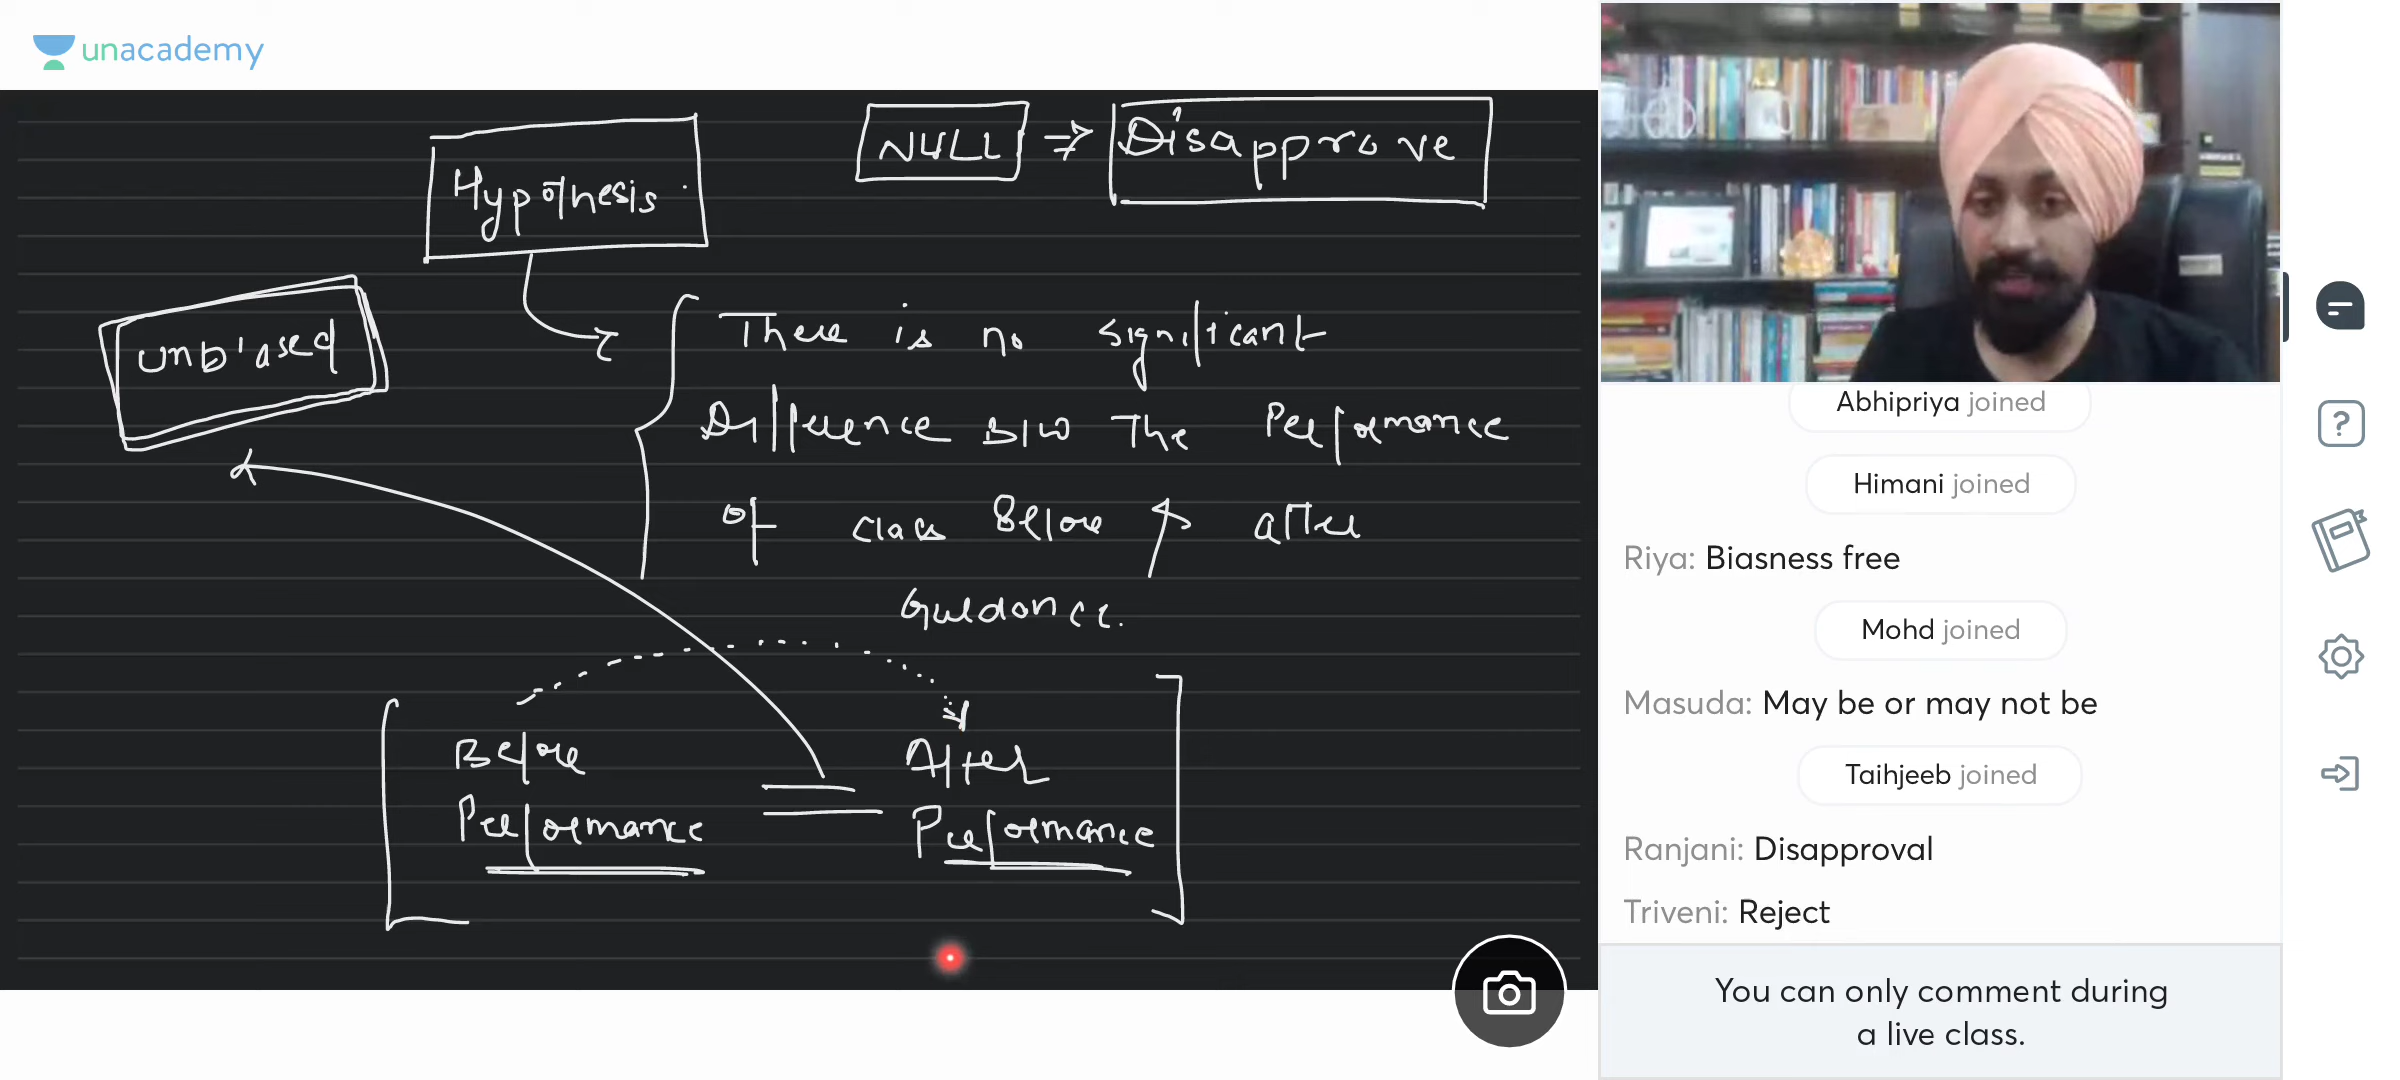 unacademy
NULL ⇒ Disapprove
Hypothesis
unbiased
There is no significant
Difference B/w The Performance
of class Before & after
Guidance.
Before
Performance
=
After
Performance
Abhipriya joined
Himani joined
Riya: Biasness free
Mohd joined
Masuda: May be or may not be
Taihjeeb joined
Ranjani: Disapproval
Triveni: Reject
You can only comment during
a live class.
?